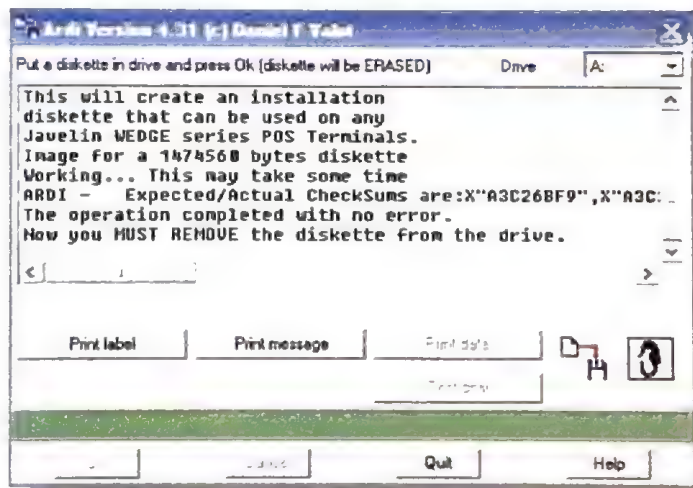 Ardi Version 4.31 (c) Daniel T
Put a diskette in drive and press Ok (diskette will be ERASED) Drive A:
This will create an installation
diskette that can be used on any
Javelin WEDGE series POS Terminals.
Image for a 1474560 bytes diskette
Working... This may take some time
ARDI - Expected/Actual CheckSums are:X"A3C26BF9",X"A3C
The operation completed with no error.
Now you MUST REMOVE the diskette from the drive.
Print label Print message Print data
Quit Help